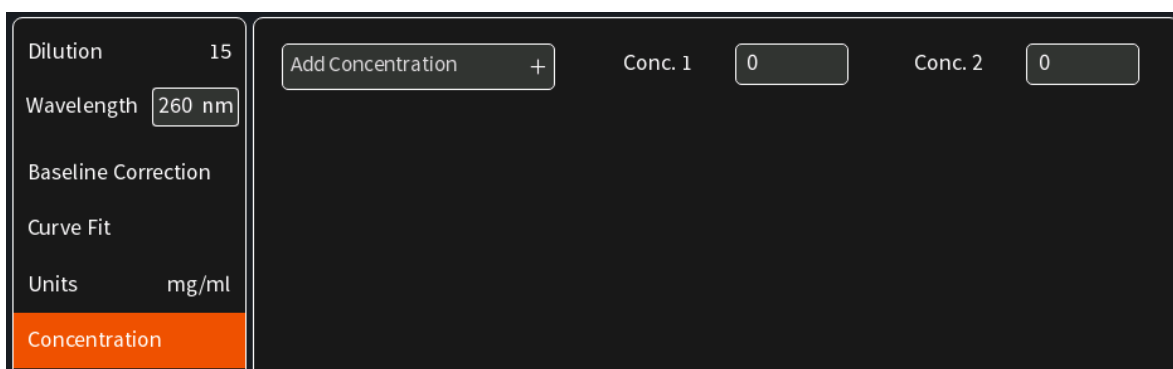 Dilution 15
Wavelength 260 nm
Baseline Correction
Curve Fit
Units mg/ml
Concentration
Add Concentration + Conc. 1 0 Conc. 2 0